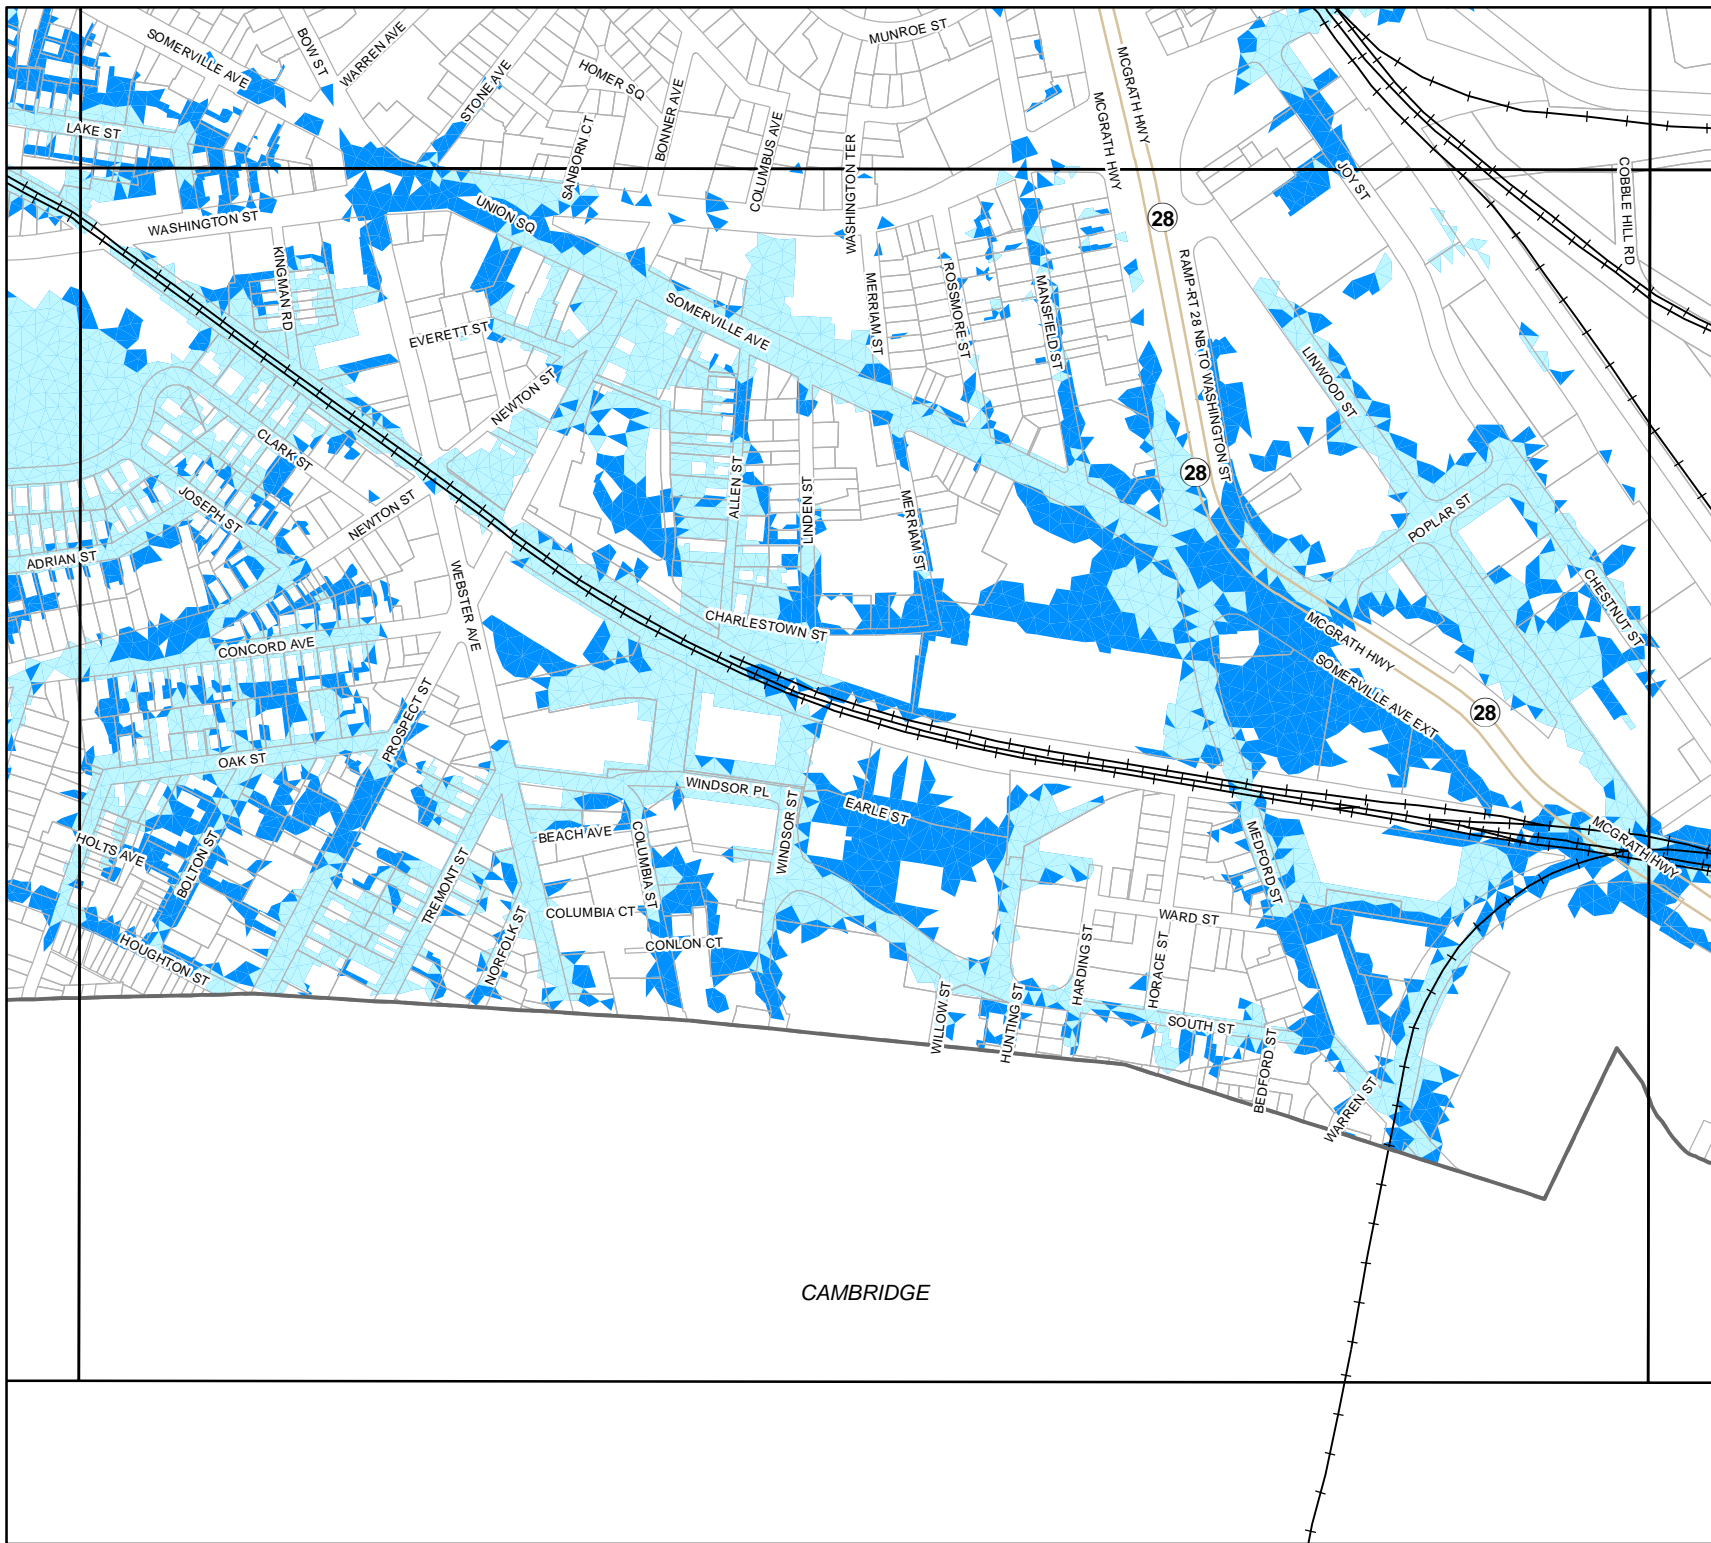 MUNROE ST
BOW ST
WARREN AVE
SOMERVILLE AVE
HOMER SQ
STONE AVE
MCGRATH HWY
BONNER AVE
LAKE ST
SANBORN CT
COLUMBUS AVE
WASHINGTON TER
MCGRATH HWY
JOY ST
COBBLE HILL RD
UNION SQ
WASHINGTON ST
28
KINGMAN RD
MERRIAM ST
ROSSMORE ST
MANSFIELD ST
RAMP-RT 28 NB TO WASHINGTON ST
SOMERVILLE AVE
EVERETT ST
LINWOOD ST
NEWTON ST
CLARK ST
28
ALLEN ST
LINDEN ST
JOSEPH ST
NEWTON ST
MERRIAM ST
POPLAR ST
ADRIAN ST
WEBSTER AVE
CHESTNUT ST
CHARLESTOWN ST
CONCORD AVE
MCGRATH HWY
SOMERVILLE AVE EXT
PROSPECT ST
28
OAK ST
WINDSOR PL
EARLE ST
WINDSOR ST
BEACH AVE
HOLTS AVE
BOLTON ST
COLUMBIA ST
MEDFORD ST
MCGRATH HWY
TREMONT ST
COLUMBIA CT
WARD ST
NORFOLK ST
CONLON CT
HOUGHTON ST
HARDING ST
HORACE ST
WILLOW ST
HUNTING ST
SOUTH ST
BEDFORD ST
WARREN ST
CAMBRIDGE